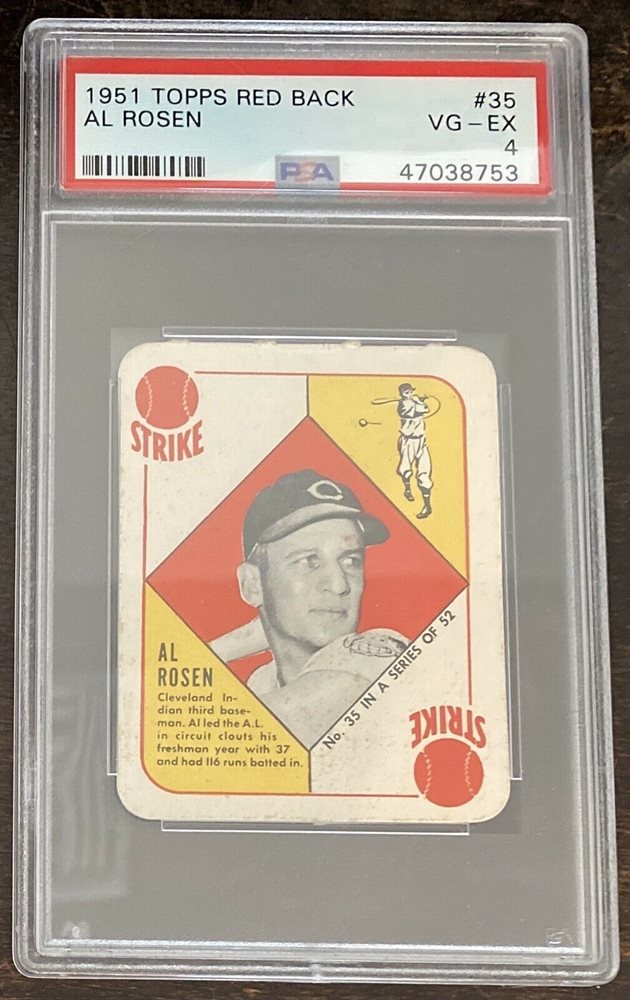 1951 TOPPS RED BACK #35
AL ROSEN VG-EX
4
PSA 47038753
STRIKE
C
AL
ROSEN
Cleveland In-
dian third base-
man. Al led the A.L.
in circuit clouts his
freshman year with 37
and had 116 runs batted in.
No. 35 IN A SERIES OF 52
STRIKE